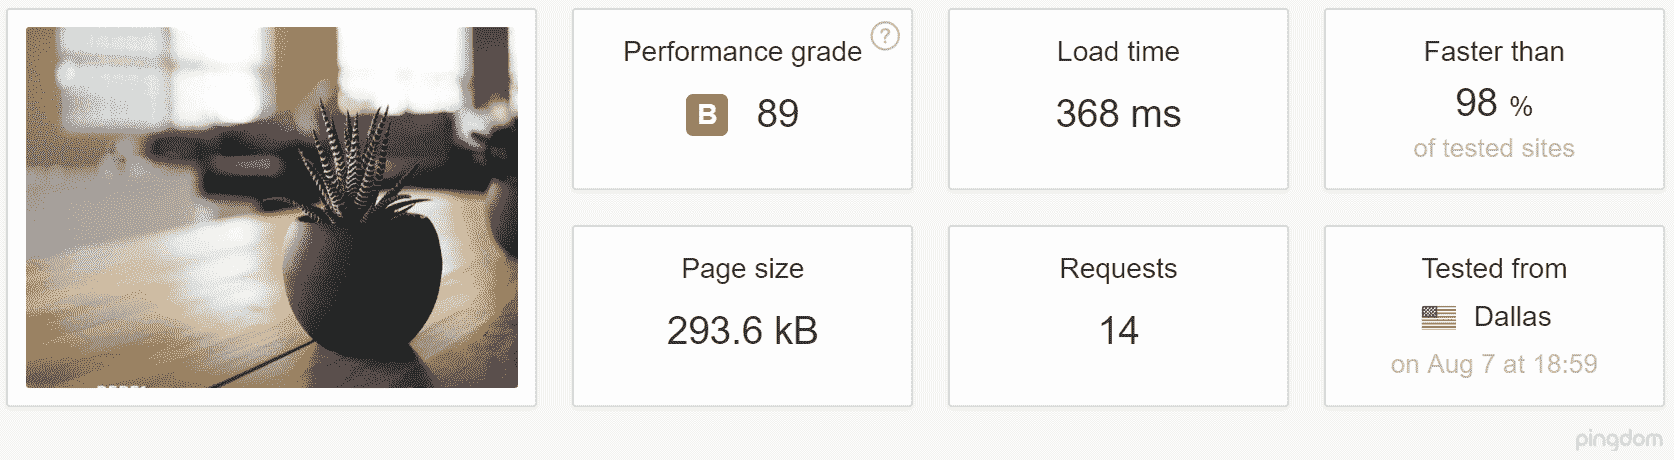 Performance grade ?
B 89
Load time
368 ms
Faster than
98 %
of tested sites
Page size
293.6 kB
Requests
14
Tested from
Dallas
on Aug 7 at 18:59
pingdom